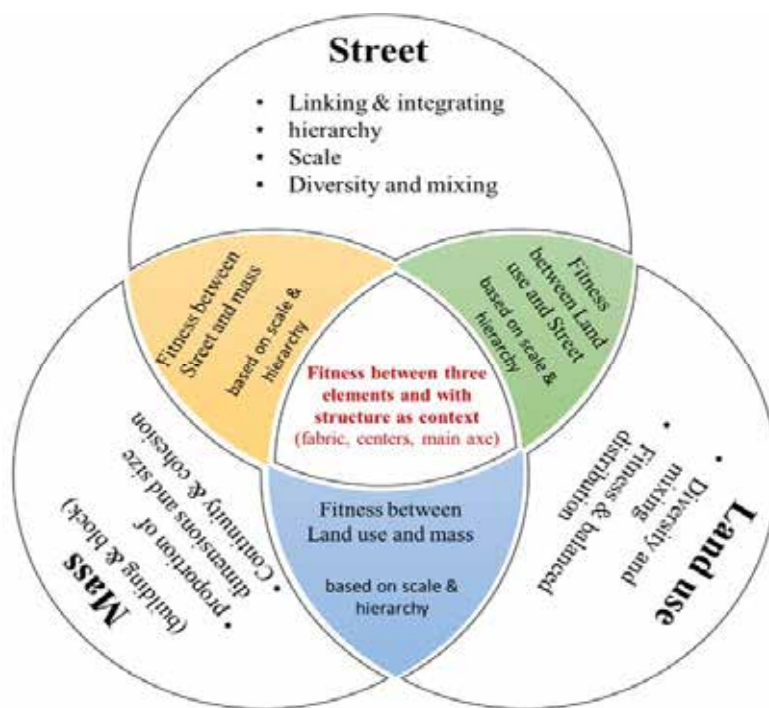 Street
• Linking & integrating
• hierarchy
• Scale
• Diversity and mixing
Fitness between
Street and mass
based on scale &
hierarchy
Fitness
between Land
use and Street
based on scale &
hierarchy
Fitness between three
elements and with
structure as context
(fabric, centers, main axe)
Fitness between
Land use and mass
based on scale &
hierarchy
Mass
(building & block)
• proportion of
dimensions and size
• Continuity & cohesion
Land use
• Diversity and
mixing
• Fitness & balanced
distribution